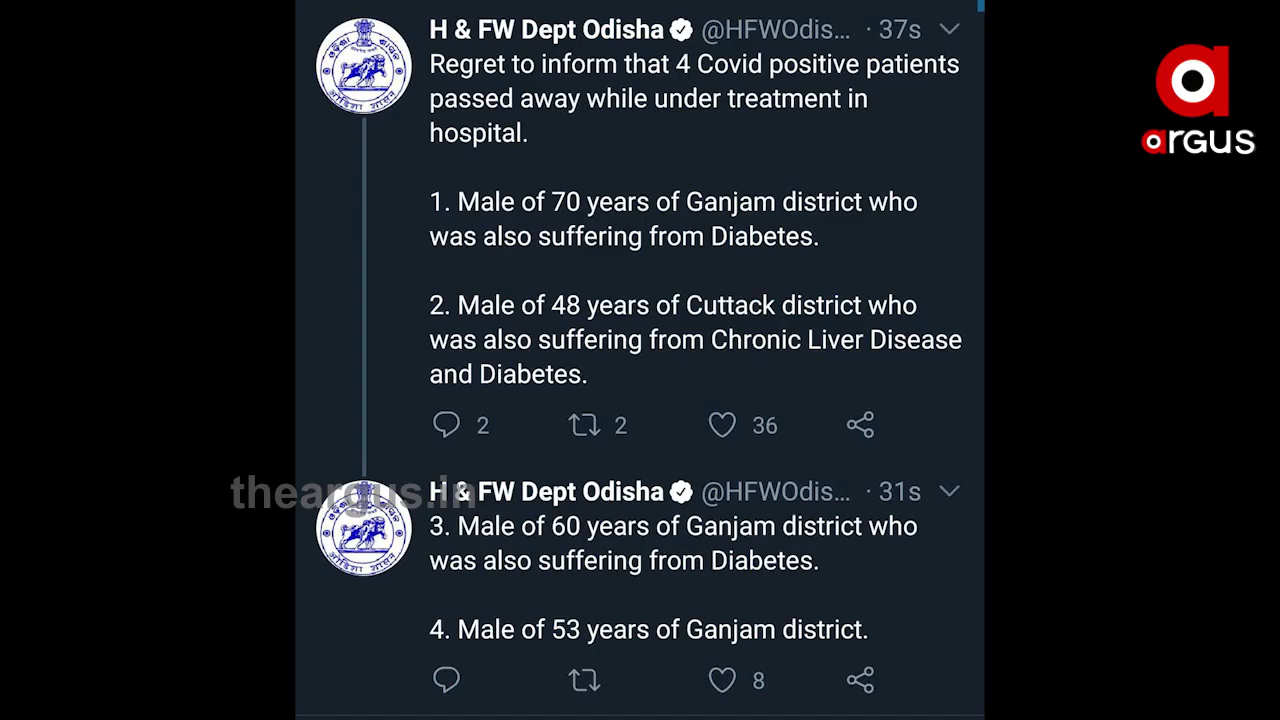 H & FW Dept Odisha @HFWOdis... · 37s
Regret to inform that 4 Covid positive patients
passed away while under treatment in
hospital.
1. Male of 70 years of Ganjam district who
was also suffering from Diabetes.
2. Male of 48 years of Cuttack district who
was also suffering from Chronic Liver Disease
and Diabetes.
2 2 36
H & FW Dept Odisha @HFWOdis... · 31s
3. Male of 60 years of Ganjam district who
was also suffering from Diabetes.
4. Male of 53 years of Ganjam district.
8
argus
theargus.in